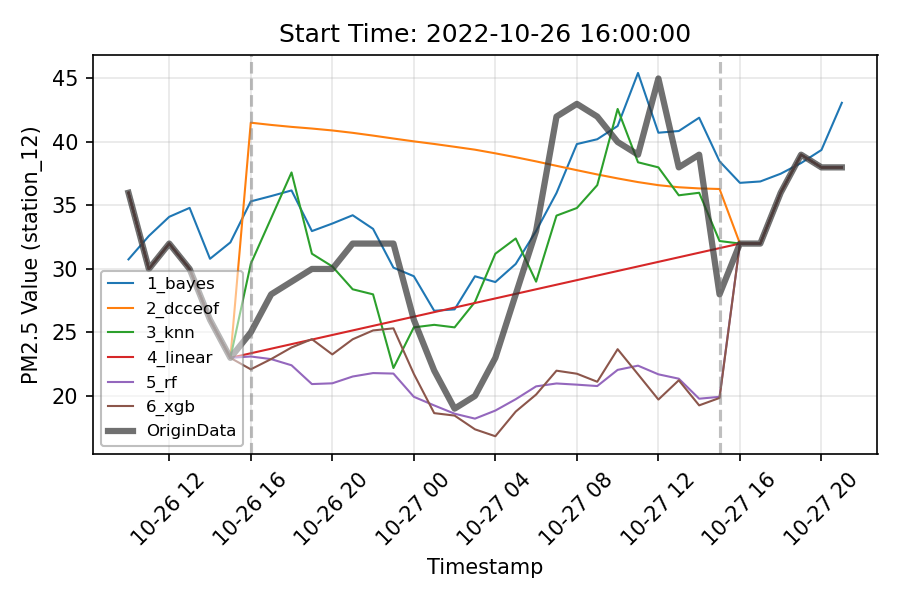 Start Time: 2022-10-26 16:00:00
PM2.5 Value (station_12)
45
40
35
30
25
20
1_bayes
2_dcceof
3_knn
4_linear
5_rf
6_xgb
OriginData
10-26 12
10-26 16
10-26 20
10-27 00
10-27 04
10-27 08
10-27 12
10-27 16
10-27 20
Timestamp